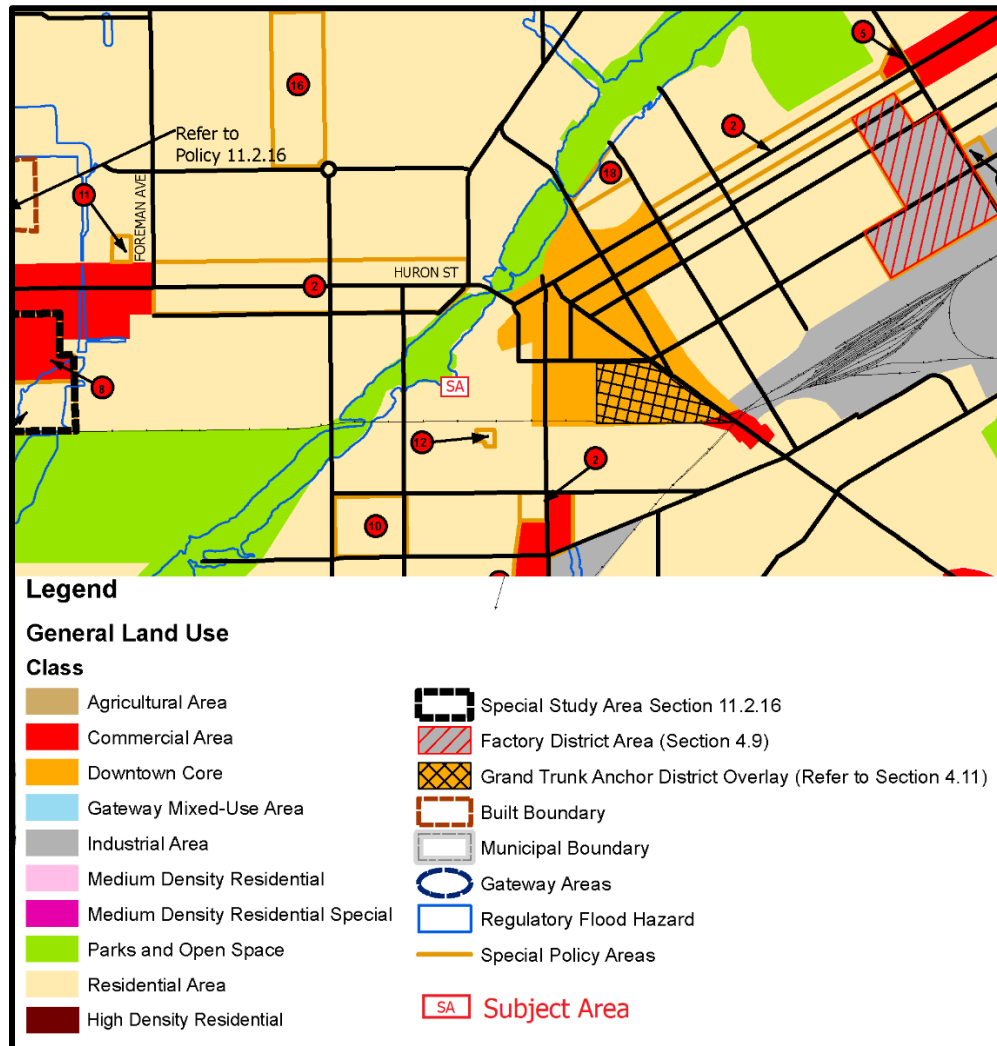 5
16
2
Refer to
Policy 11.2.16
18
11
FOREMAN AVE
HURON ST
2
8
SA
12
2
10
Legend
General Land Use
Class
Agricultural Area
Commercial Area
Downtown Core
Gateway Mixed-Use Area
Industrial Area
Medium Density Residential
Medium Density Residential Special
Parks and Open Space
Residential Area
High Density Residential
Special Study Area Section 11.2.16
Factory District Area (Section 4.9)
Grand Trunk Anchor District Overlay (Refer to Section 4.11)
Built Boundary
Municipal Boundary
Gateway Areas
Regulatory Flood Hazard
Special Policy Areas
SA Subject Area